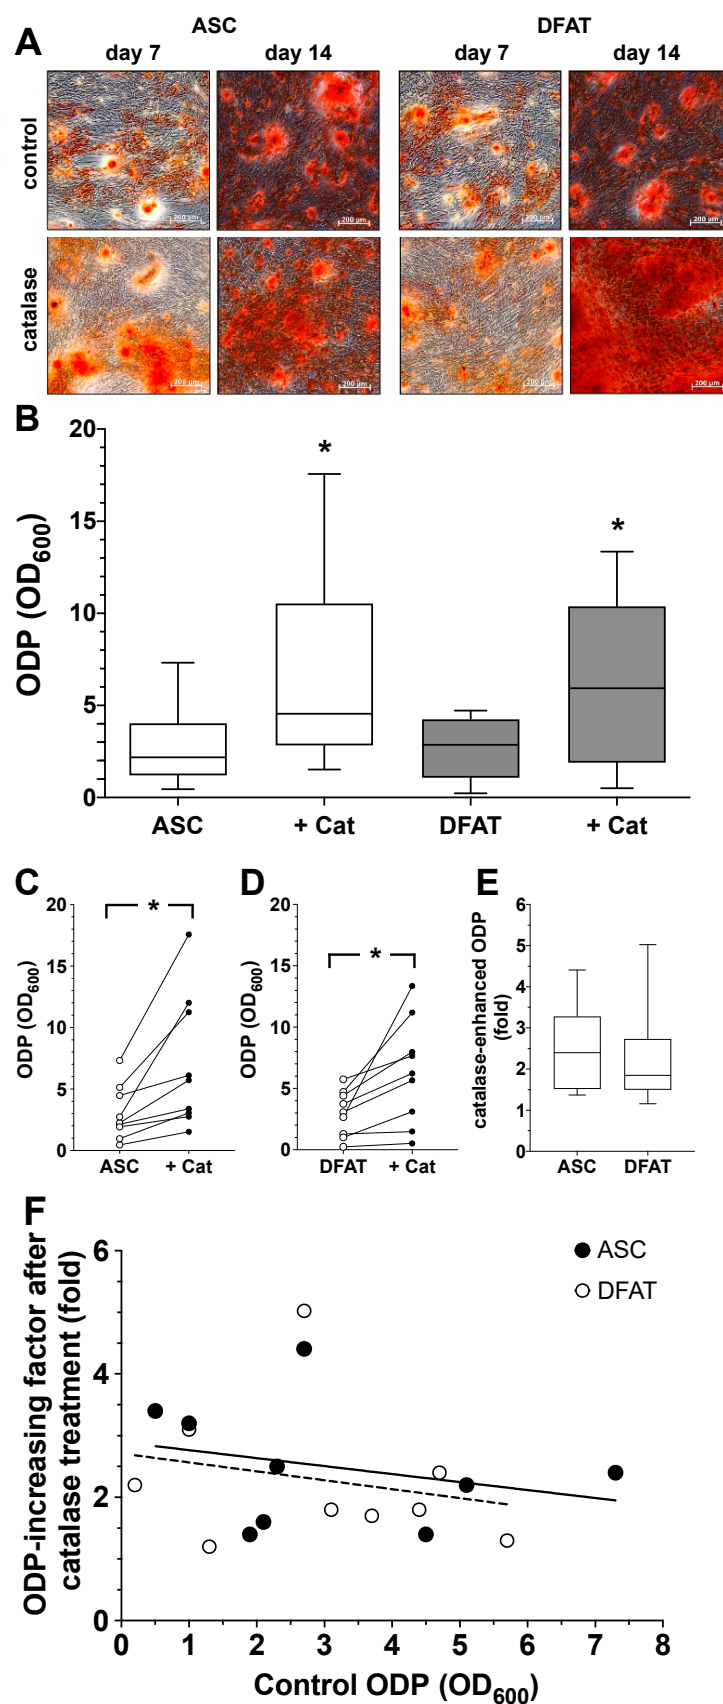 ASC DFAT
A day 7 day 14 day 7 day 14
control
200 µm 200 µm 200 µm 200 µm
catalase
200 µm 200 µm 200 µm 200 µm
B
ODP (OD600)
20
15
10
5
0
*
*
ASC + Cat DFAT + Cat
C
ODP (OD600)
20
15
10
5
0
*
ASC + Cat
D
ODP (OD600)
20
15
10
5
0
*
DFAT + Cat
E
catalase-enhanced ODP
(fold)
6
5
4
3
2
1
0
ASC DFAT
F
ODP-increasing factor after
catalase treatment (fold)
6
4
2
0
ASC
DFAT
0 1 2 3 4 5 6 7 8
Control ODP (OD600)